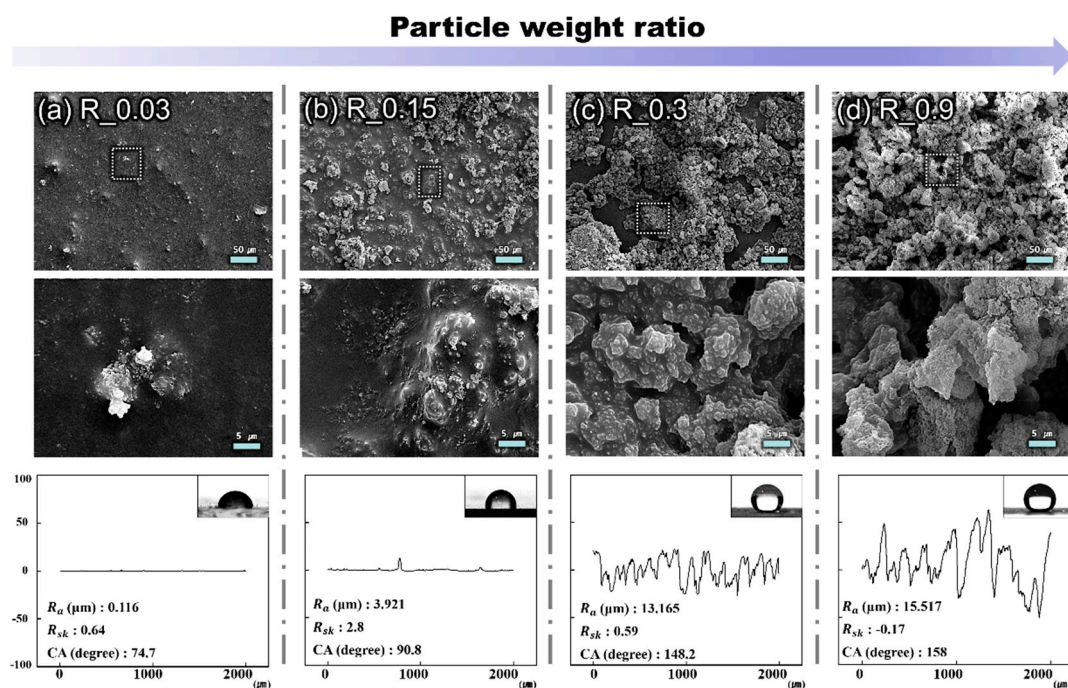 Particle weight ratio
(a) R_0.03
(b) R_0.15
(c) R_0.3
(d) R_0.9
50 μm
50 μm
50 μm
50 μm
5 μm
5 μm
5 μm
5 μm
100
50
0
-50
-100
Ra (μm) : 0.116
Rsk : 0.64
CA (degree) : 74.7
0 1000 2000 (μm)
Ra (μm) : 3.921
Rsk : 2.8
CA (degree) : 90.8
0 1000 2000 (μm)
Ra (μm) : 13.165
Rsk : 0.59
CA (degree) : 148.2
0 1000 2000 (μm)
Ra (μm) : 15.517
Rsk : -0.17
CA (degree) : 158
0 1000 2000 (μm)